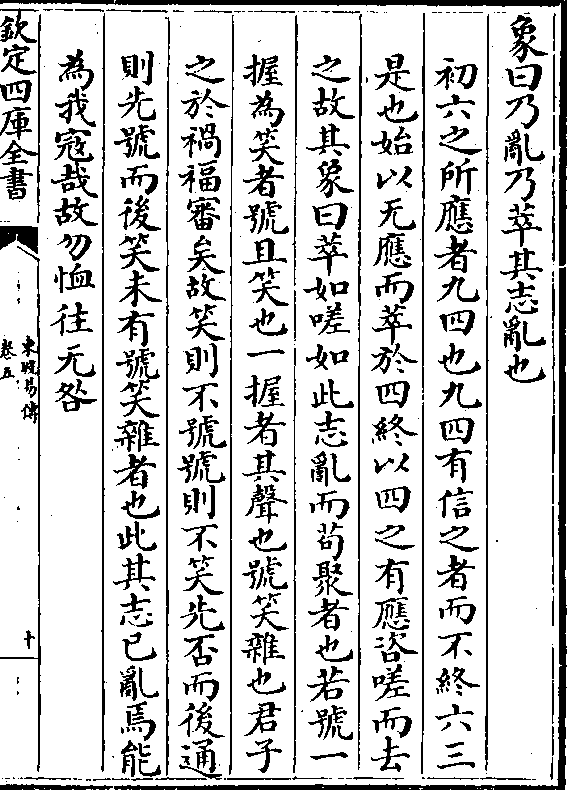 象曰乃亂乃萃其志亂也
初六之所應者九四也九四有信之者而不終六三
是也始以无應而萃於四終以四之有應咨嗟而去
之故其象曰萃如嗟如此志亂而苟聚者也若號一
握為笑者號且笑也一握者其聲也號笑雜也君子
之於禍福審矣故笑則不號號則不笑先否而後通
則先號而後笑未有號笑雜者也此其志已亂焉能
為我寇哉故勿恤往无咎
欽定四庫全書
東坡易傳
卷五
十